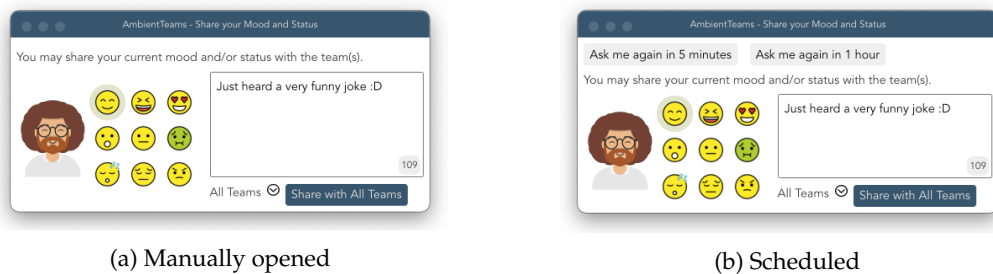 AmbientTeams - Share your Mood and Status
You may share your current mood and/or status with the team(s).
Just heard a very funny joke :D
109
All Teams
Share with All Teams
(a) Manually opened
AmbientTeams - Share your Mood and Status
Ask me again in 5 minutes Ask me again in 1 hour
You may share your current mood and/or status with the team(s).
Just heard a very funny joke :D
109
All Teams
Share with All Teams
(b) Scheduled